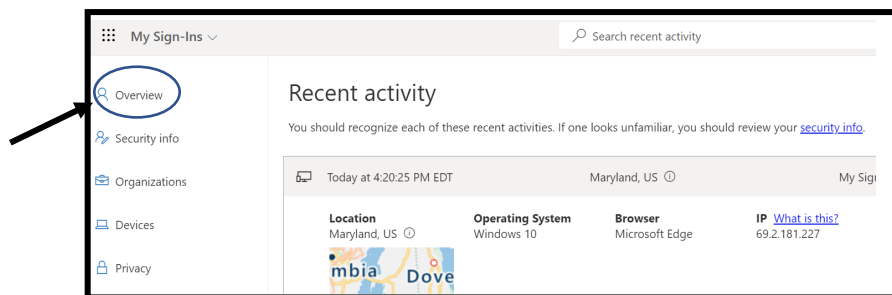 My Sign-Ins
Search recent activity
Overview
Security info
Organizations
Devices
Privacy
Recent activity
You should recognize each of these recent activities. If one looks unfamiliar, you should review your security info.
Today at 4:20:25 PM EDT Maryland, US My Sign
Location Operating System Browser IP What is this?
Maryland, US Windows 10 Microsoft Edge 69.2.181.227
mbia Dove